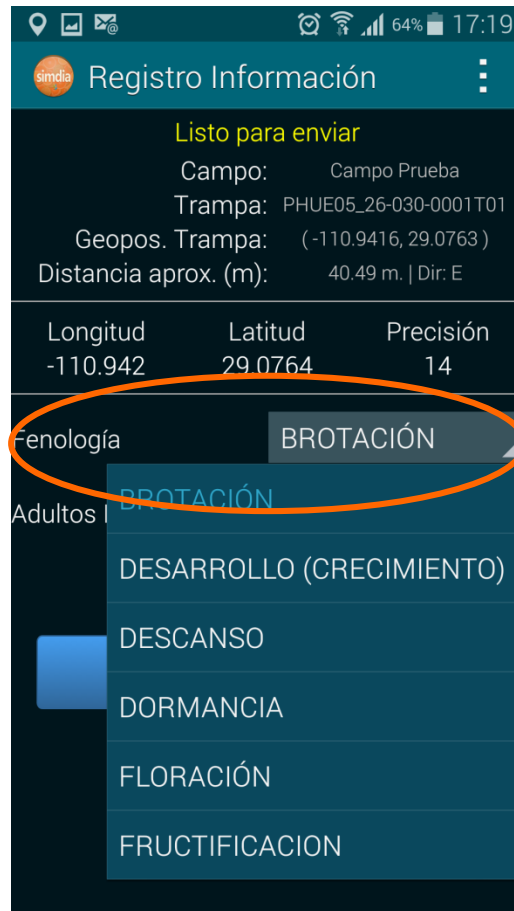 64% 17:19
simdia Registro Información
Listo para enviar
Campo: Campo Prueba
Trampa: PHUE05_26-030-0001T01
Geopos. Trampa: ( -110.9416, 29.0763 )
Distancia aprox. (m): 40.49 m. | Dir: E
Longitud Latitud Precisión
-110.942 29.0764 14
Fenología BROTACIÓN
Adultos
BROTACIÓN
DESARROLLO (CRECIMIENTO)
DESCANSO
DORMANCIA
FLORACIÓN
FRUCTIFICACION